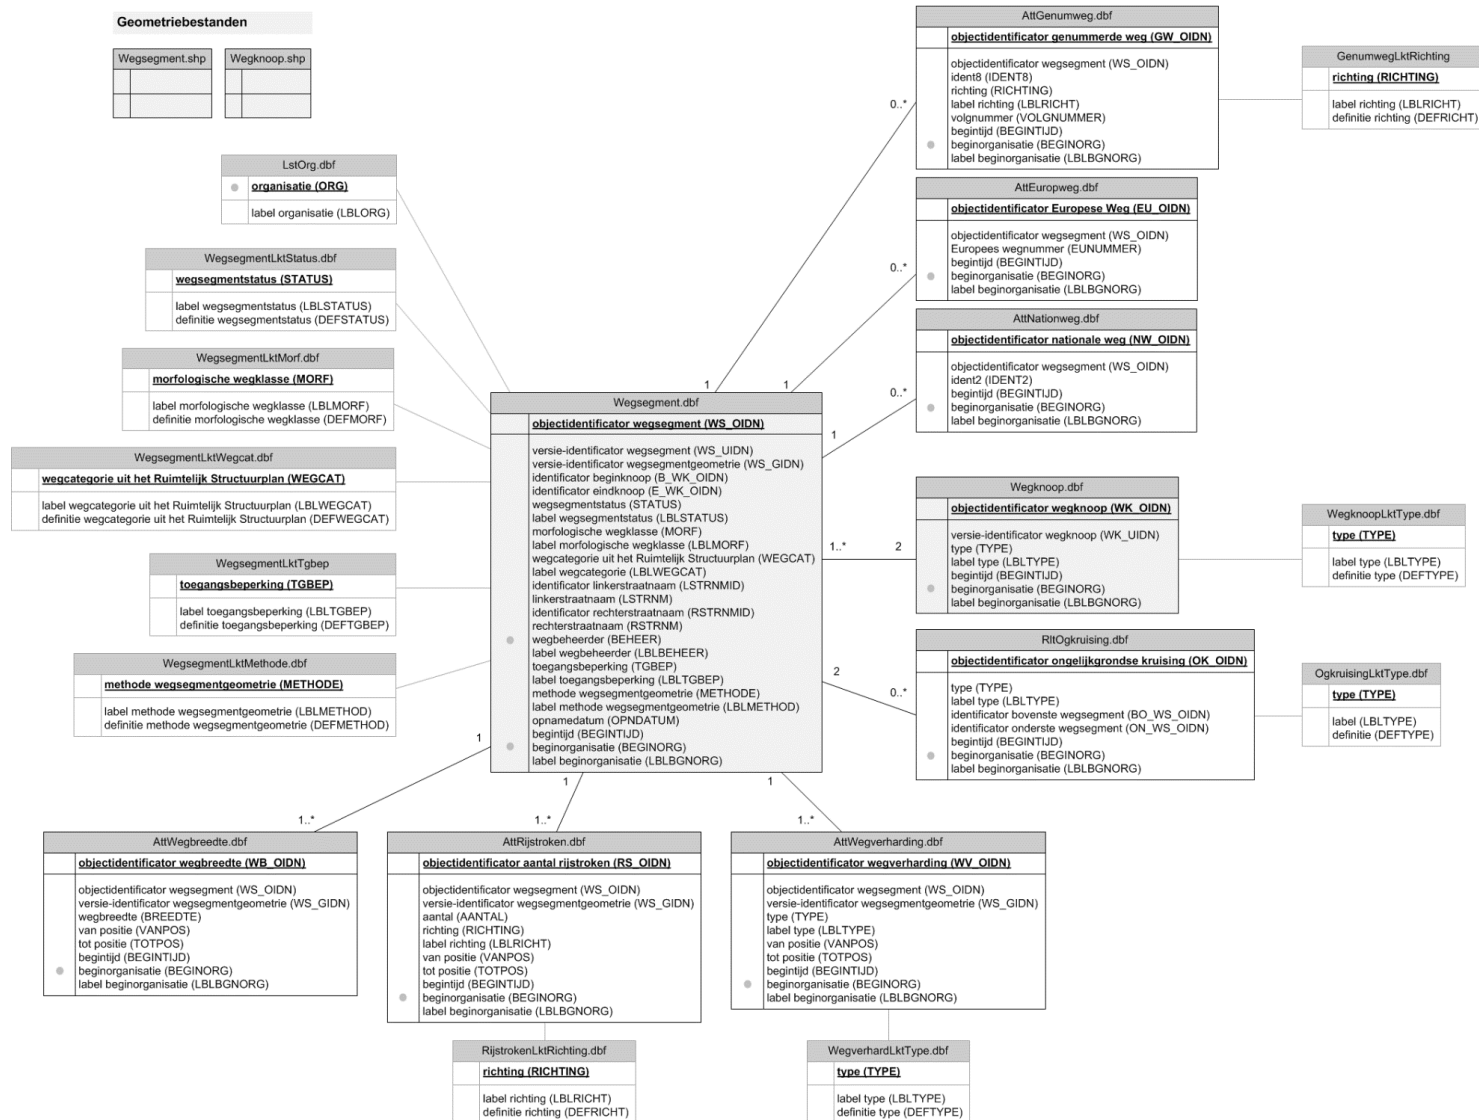 Geometriebestanden
Wegsegment.shp
Wegknoop.shp
LstOrg.dbf
organisatie (ORG)
label organisatie (LBLORG)
WegsegmentLktStatus.dbf
wegsegmentstatus (STATUS)
label wegsegmentstatus (LBLSTATUS)
definitie wegsegmentstatus (DEFSTATUS)
WegsegmentLktMorf.dbf
morfologische wegklasse (MORF)
label morfologische wegklasse (LBLMORF)
definitie morfologische wegklasse (DEFMORF)
WegsegmentLktWegcat.dbf
wegcategorie uit het Ruimtelijk Structuurplan (WEGCAT)
label wegcategorie uit het Ruimtelijk Structuurplan (LBLWEGCAT)
definitie wegcategorie uit het Ruimtelijk Structuurplan (DEFWEGCAT)
WegsegmentLktTgbep
toegangsbeperking (TGBEP)
label toegangsbeperking (LBLTGBEP)
definitie toegangsbeperking (DEFTGBEP)
WegsegmentLktMethode.dbf
methode wegsegmentgeometrie (METHODE)
label methode wegsegmentgeometrie (LBLMETHOD)
definitie methode wegsegmentgeometrie (DEFMETHOD)
Wegsegment.dbf
objectidentificator wegsegment (WS_OIDN)
versie-identificator wegsegment (WS_UIDN)
versie-identificator wegsegmentgeometrie (WS_GIDN)
identificator beginknoop (B_WK_OIDN)
identificator eindknoop (E_WK_OIDN)
wegsegmentstatus (STATUS)
label wegsegmentstatus (LBLSTATUS)
morfologische wegklasse (MORF)
label morfologische wegklasse (LBLMORF)
wegcategorie uit het Ruimtelijk Structuurplan (WEGCAT)
label wegcategorie (LBLWEGCAT)
identificator linkerstraatnaam (LSTRNMID)
linkerstraatnaam (LSTRNM)
identificator rechterstraatnaam (RSTRNMID)
rechterstraatnaam (RSTRNM)
wegbeheerder (BEHEER)
label wegbeheerder (LBLBEHEER)
toegangsbeperking (TGBEP)
label toegangsbeperking (LBLTGBEP)
methode wegsegmentgeometrie (METHODE)
label methode wegsegmentgeometrie (LBLMETHOD)
opnamedatum (OPNDATUM)
begintijd (BEGINTIJD)
beginorganisatie (BEGINORG)
label beginorganisatie (LBLBGNORG)
AttGenumweg.dbf
objectidentificator genummerde weg (GW_OIDN)
objectidentificator wegsegment (WS_OIDN)
ident8 (IDENT8)
richting (RICHTING)
label richting (LBLRICHT)
volgnummer (VOLGNUMMER)
begintijd (BEGINTIJD)
beginorganisatie (BEGINORG)
label beginorganisatie (LBLBGNORG)
0..*
1
GenumwegLktRichting
richting (RICHTING)
label richting (LBLRICHT)
definitie richting (DEFRICHT)
AttEuropweg.dbf
objectidentificator Europese Weg (EU_OIDN)
objectidentificator wegsegment (WS_OIDN)
Europees wegnummer (EUNUMMER)
begintijd (BEGINTIJD)
beginorganisatie (BEGINORG)
label beginorganisatie (LBLBGNORG)
0..*
1
AttNationweg.dbf
objectidentificator nationale weg (NW_OIDN)
objectidentificator wegsegment (WS_OIDN)
ident2 (IDENT2)
begintijd (BEGINTIJD)
beginorganisatie (BEGINORG)
label beginorganisatie (LBLBGNORG)
0..*
1
Wegknoop.dbf
objectidentificator wegknoop (WK_OIDN)
versie-identificator wegknoop (WK_UIDN)
type (TYPE)
label type (LBLTYPE)
begintijd (BEGINTIJD)
beginorganisatie (BEGINORG)
label beginorganisatie (LBLBGNORG)
1..*
2
WegknoopLktType.dbf
type (TYPE)
label type (LBLTYPE)
definitie type (DEFTYPE)
RltOgkruising.dbf
objectidentificator ongelijkgrondse kruising (OK_OIDN)
type (TYPE)
label type (LBLTYPE)
identificator bovenste wegsegment (BO_WS_OIDN)
identificator onderste wegsegment (ON_WS_OIDN)
begintijd (BEGINTIJD)
beginorganisatie (BEGINORG)
label beginorganisatie (LBLBGNORG)
2
0..*
OgkruisingLktType.dbf
type (TYPE)
label (LBLTYPE)
definitie (DEFTYPE)
1
1..*
AttWegbreedte.dbf
objectidentificator wegbreedte (WB_OIDN)
objectidentificator wegsegment (WS_OIDN)
versie-identificator wegsegmentgeometrie (WS_GIDN)
wegbreedte (BREEDTE)
van positie (VANPOS)
tot positie (TOTPOS)
begintijd (BEGINTIJD)
beginorganisatie (BEGINORG)
label beginorganisatie (LBLBGNORG)
1
1..*
AttRijstroken.dbf
objectidentificator aantal rijstroken (RS_OIDN)
objectidentificator wegsegment (WS_OIDN)
versie-identificator wegsegmentgeometrie (WS_GIDN)
aantal (AANTAL)
richting (RICHTING)
label richting (LBLRICHT)
van positie (VANPOS)
tot positie (TOTPOS)
begintijd (BEGINTIJD)
beginorganisatie (BEGINORG)
label beginorganisatie (LBLBGNORG)
1
1..*
AttWegverharding.dbf
objectidentificator wegverharding (WV_OIDN)
objectidentificator wegsegment (WS_OIDN)
versie-identificator wegsegmentgeometrie (WS_GIDN)
type (TYPE)
label type (LBLTYPE)
van positie (VANPOS)
tot positie (TOTPOS)
begintijd (BEGINTIJD)
beginorganisatie (BEGINORG)
label beginorganisatie (LBLBGNORG)
RijstrokenLktRichting.dbf
richting (RICHTING)
label richting (LBLRICHT)
definitie richting (DEFRICHT)
WegverhardLktType.dbf
type (TYPE)
label type (LBLTYPE)
definitie type (DEFTYPE)